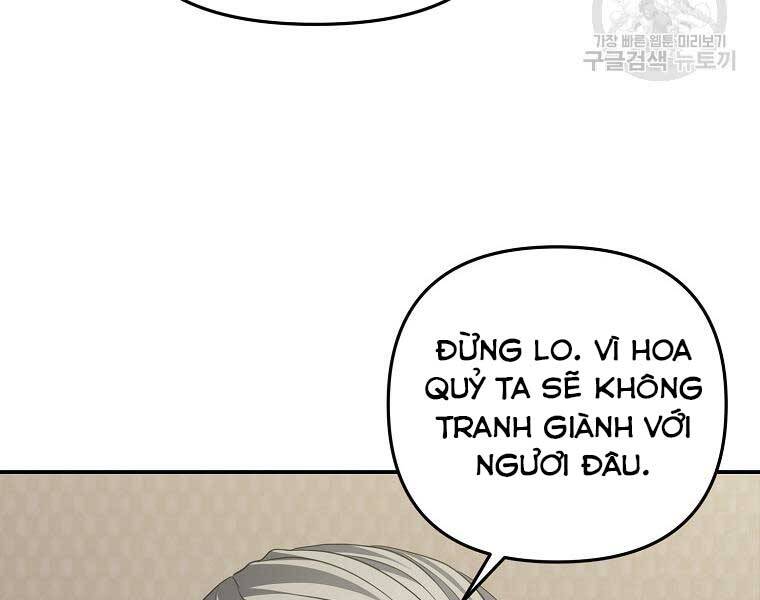 가장 빠른 웹툰 미리보기
구글검색 뉴토끼
ĐỪNG LO. VÌ HOA
QUỶ TA SẼ KHÔNG
TRANH GIÀNH VỚI
NGƯƠI ĐÂU.